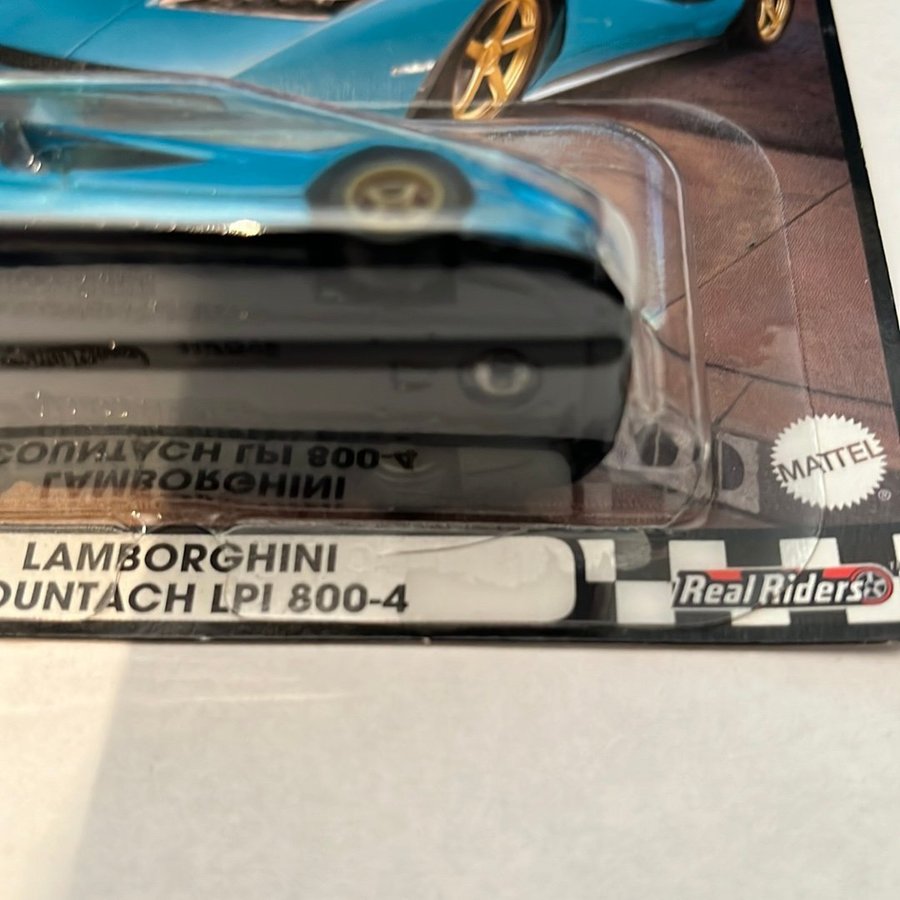 COUNTACH LPI 800-4
LAMBORGHINI
MATTEL
®
LAMBORGHINI
OUNTACH LPI 800-4
Real Riders